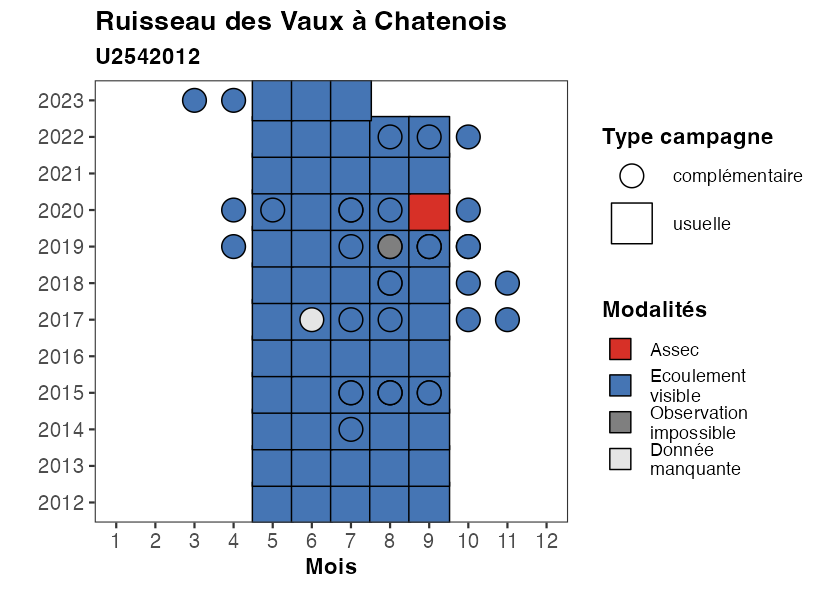 Ruisseau des Vaux à Chatenois
U2542012
2023
2022
2021
2020
2019
2018
2017
2016
2015
2014
2013
2012
1 2 3 4 5 6 7 8 9 10 11 12
Mois
Type campagne
complémentaire
usuelle
Modalités
Assec
Ecoulement
visible
Observation
impossible
Donnée
manquante